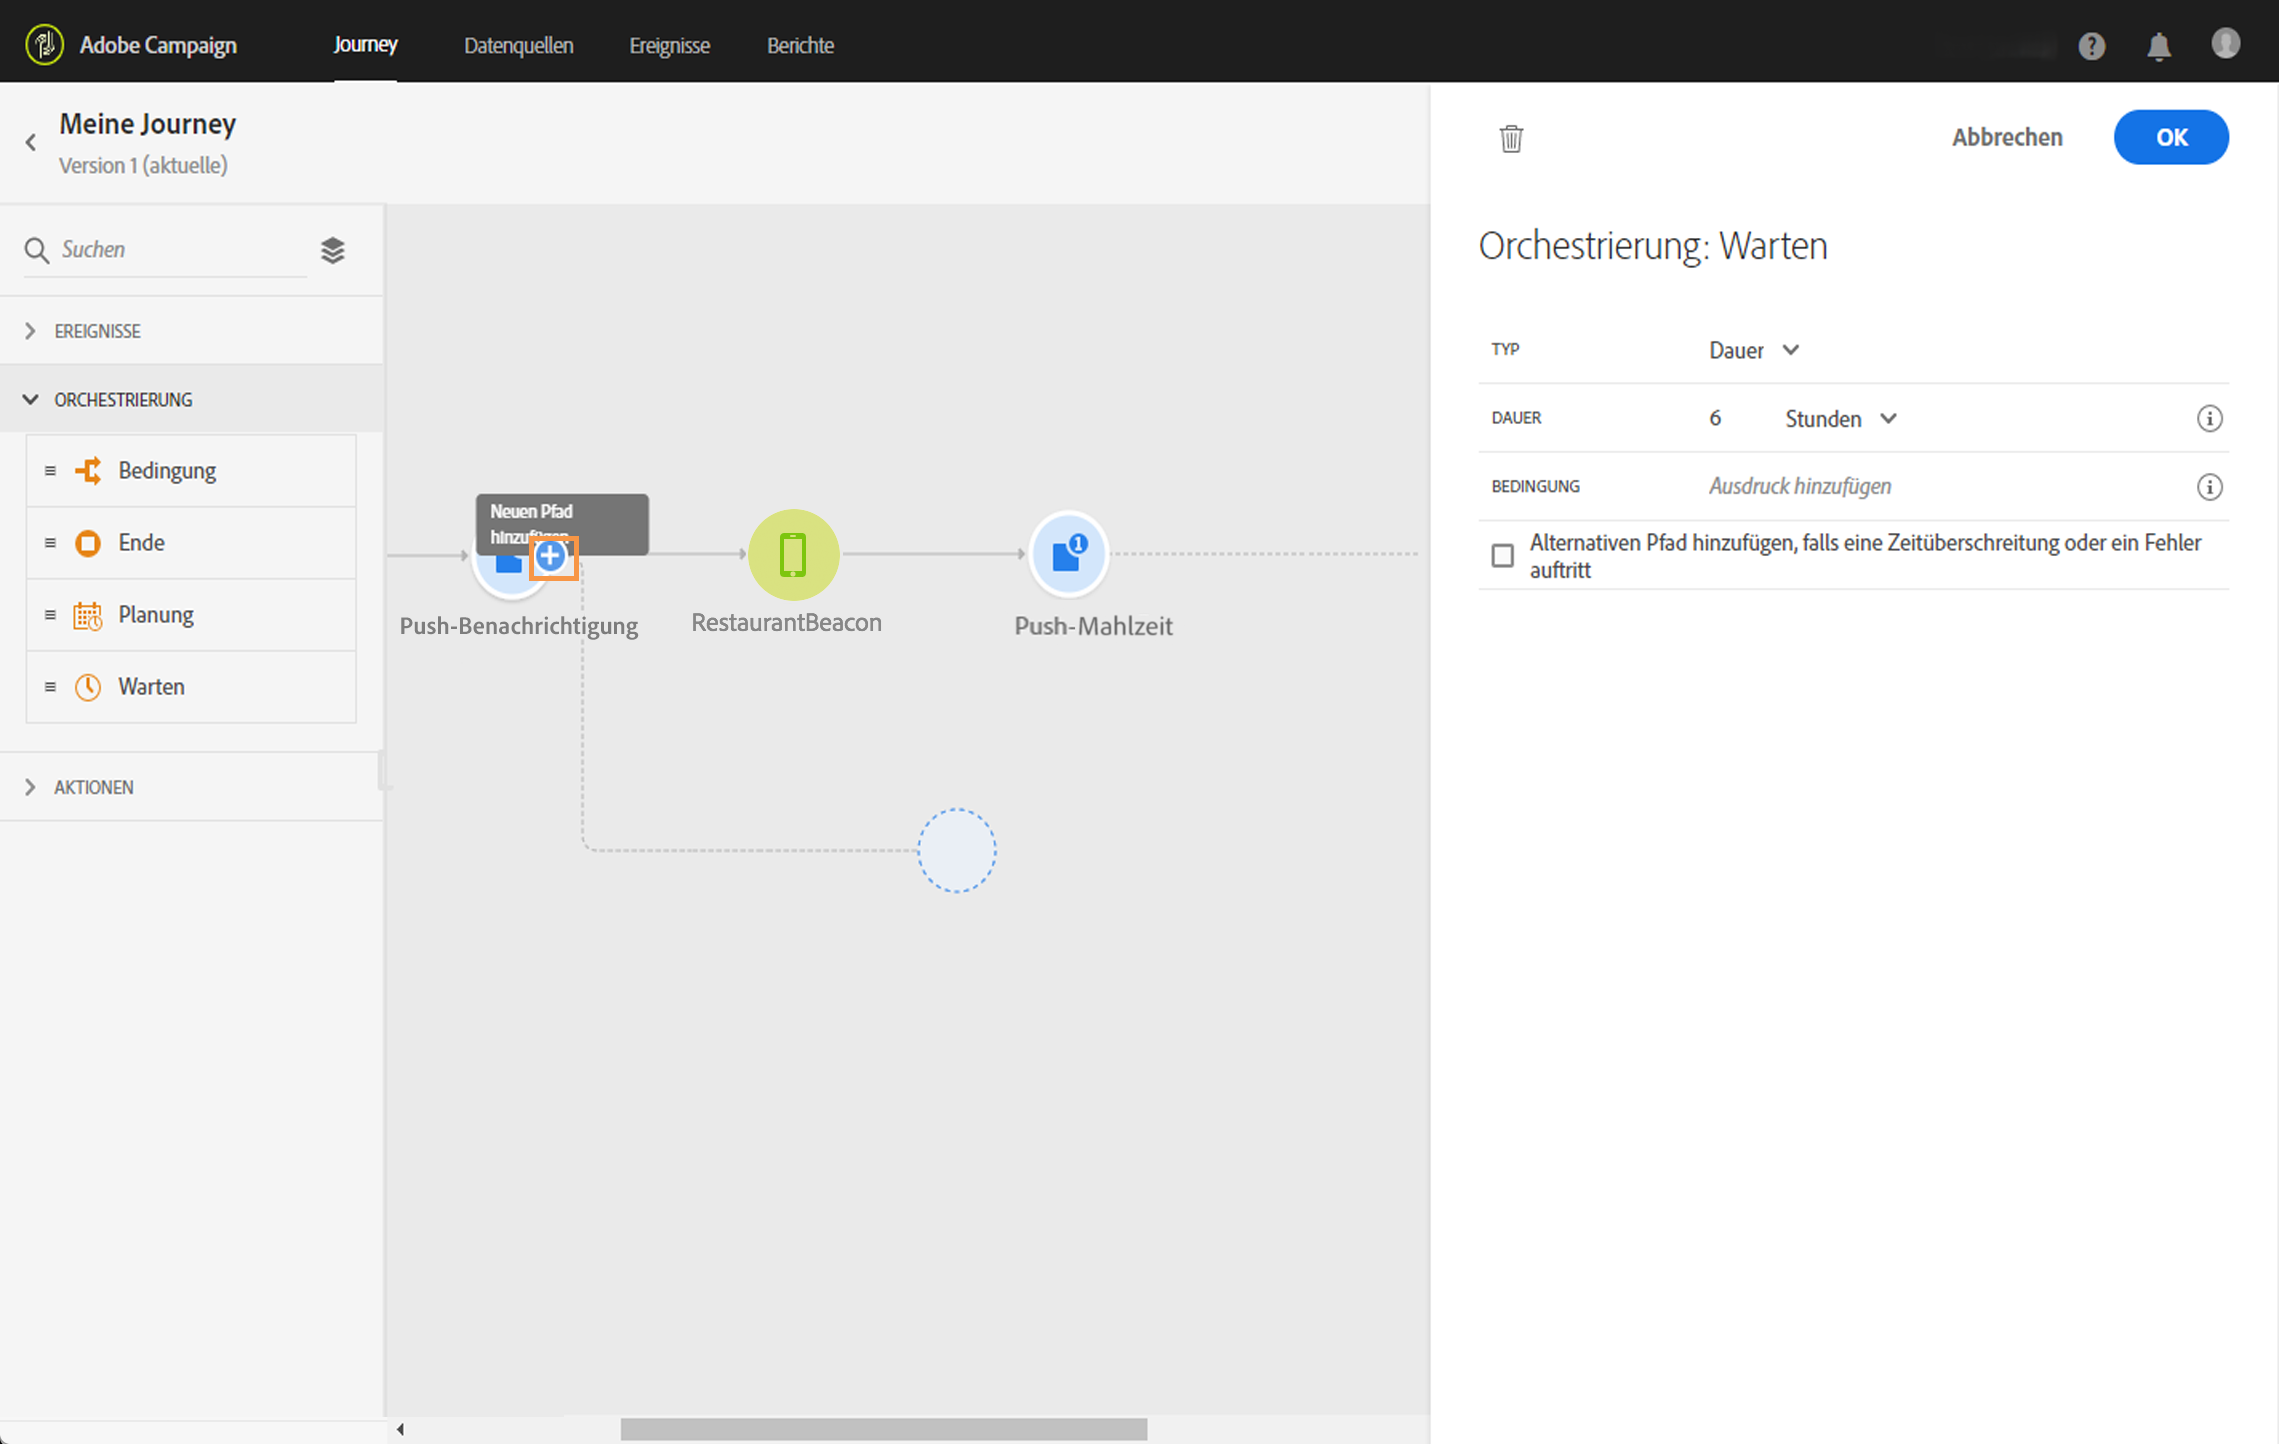 Adobe Campaign
Journey
Datenquellen
Ereignisse
Berichte
Meine Journey
Version 1 (aktuelle)
Abbrechen
OK
Suchen
EREIGNISSE
ORCHESTRIERUNG
Bedingung
Ende
Planung
Warten
AKTIONEN
Neuen Pfad
hinzufügen
Push-Benachrichtigung
RestaurantBeacon
1
Push-Mahlzeit
Orchestrierung: Warten
TYP
Dauer
DAUER
6
Stunden
BEDINGUNG
Ausdruck hinzufügen
Alternativen Pfad hinzufügen, falls eine Zeitüberschreitung oder ein Fehler
auftritt